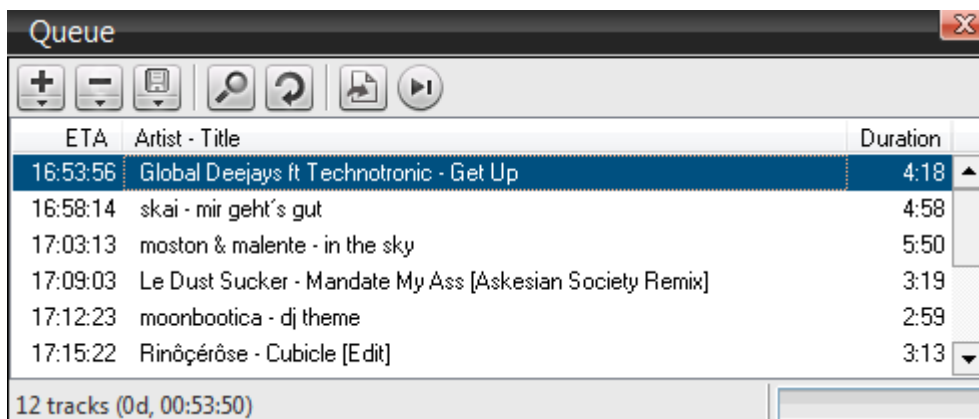 Queue
ETA Artist - Title Duration
16:53:56 Global Deejays ft Technotronic - Get Up 4:18
16:58:14 skai - mir geht´s gut 4:58
17:03:13 moston & malente - in the sky 5:50
17:09:03 Le Dust Sucker - Mandate My Ass [Askesian Society Remix] 3:19
17:12:23 moonbootica - dj theme 2:59
17:15:22 Rinôçérôse - Cubicle [Edit] 3:13
12 tracks (0d, 00:53:50)